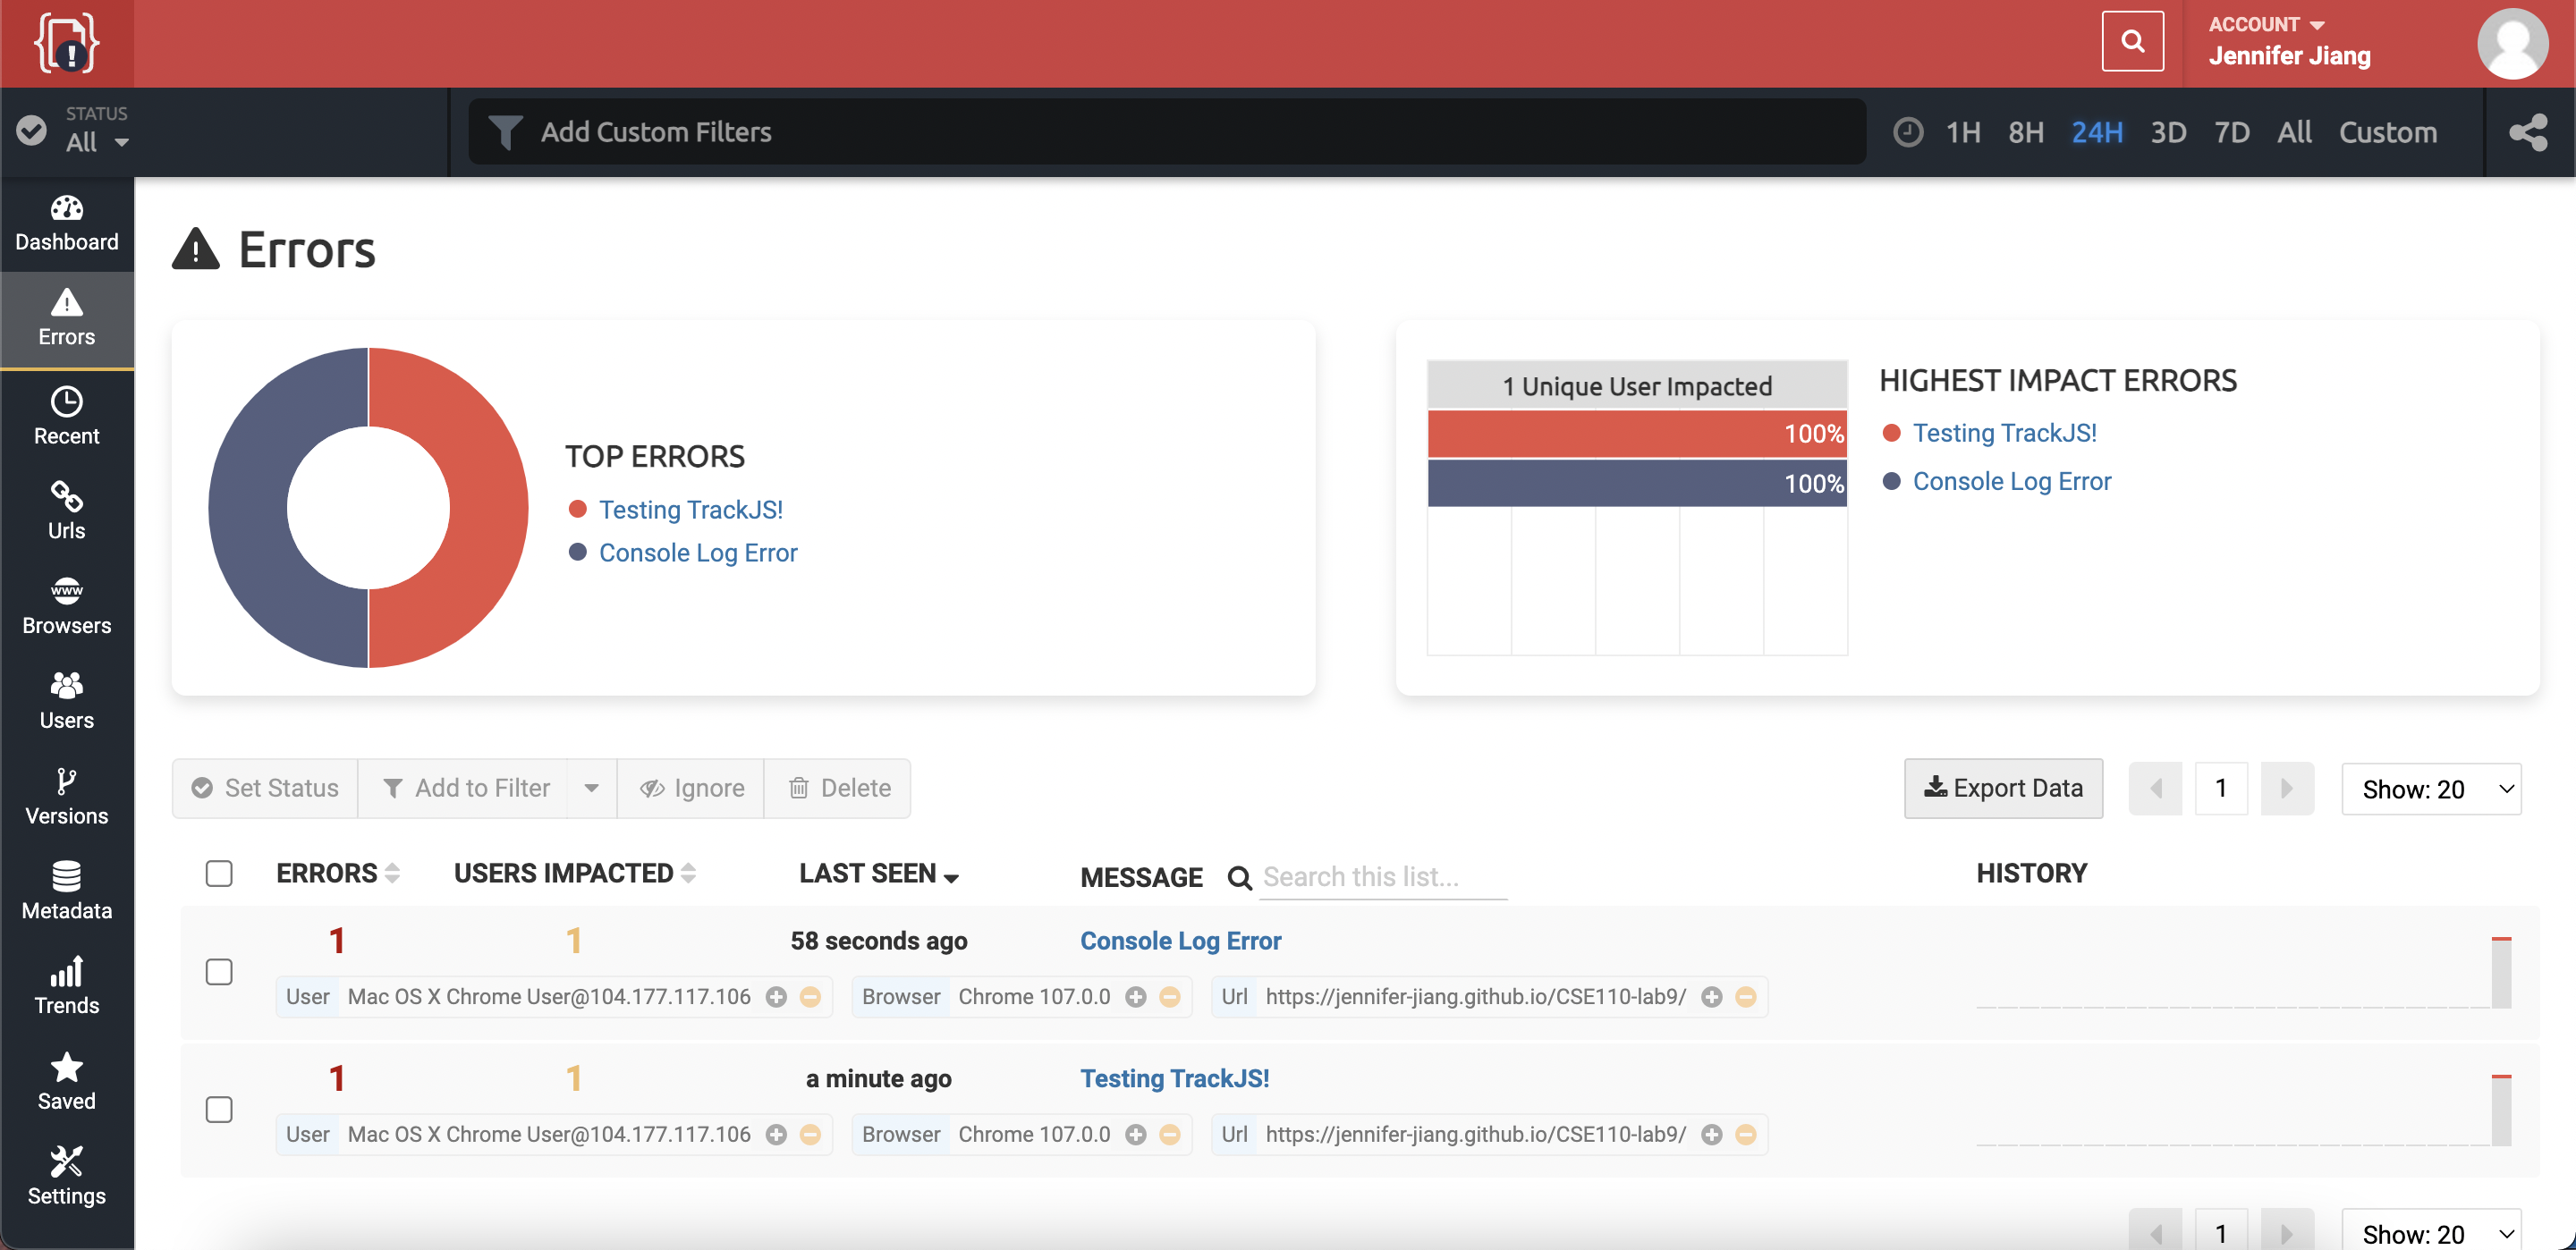 ACCOUNT
Jennifer Jiang
STATUS
All
Add Custom Filters
1H 8H 24H 3D 7D All Custom
Dashboard
Errors
Recent
Urls
www
Browsers
Users
Versions
Metadata
Trends
Saved
Settings
Errors
TOP ERRORS
Testing TrackJS!
Console Log Error
1 Unique User Impacted
100%
100%
HIGHEST IMPACT ERRORS
Testing TrackJS!
Console Log Error
Set Status Add to Filter Ignore Delete
Export Data 1 Show: 20
ERRORS USERS IMPACTED LAST SEEN MESSAGE Search this list... HISTORY
1 1 58 seconds ago Console Log Error
User Mac OS X Chrome User@104.177.117.106 Browser Chrome 107.0.0 Url https://jennifer-jiang.github.io/CSE110-lab9/
1 1 a minute ago Testing TrackJS!
User Mac OS X Chrome User@104.177.117.106 Browser Chrome 107.0.0 Url https://jennifer-jiang.github.io/CSE110-lab9/
1 Show: 20